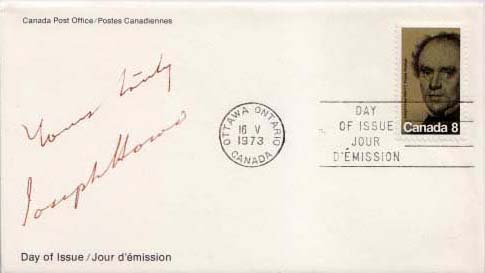 Canada Post Office/Postes Canadiennes
Yours truly
Joseph Howe
OTTAWA ONTARIO
16 V
1973
CANADA
DAY
OF ISSUE
JOUR
D'ÉMISSION
Canada 8
Day of Issue/Jour d'émission